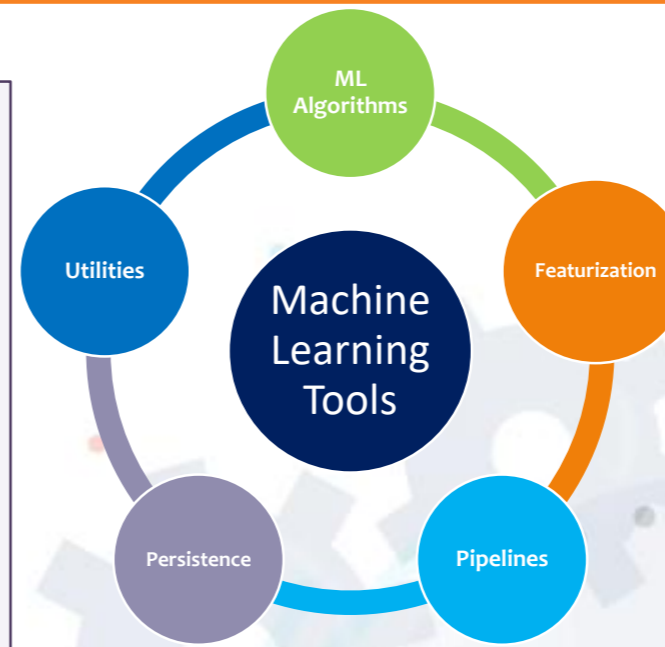 ML
Algorithms
Utilities
Featurization
Machine
Learning
Tools
Persistence
Pipelines